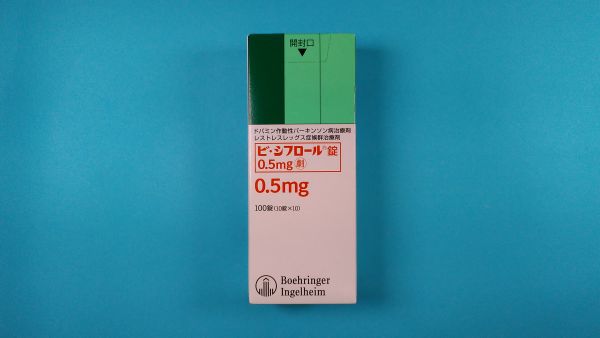 開封口
▼
ドパミン作動性パーキンソン病治療剤
レストレスレッグス症候群治療剤
ビ・シフロール®錠
0.5mg 劇
0.5mg
100錠(10錠×10)
Boehringer
Ingelheim